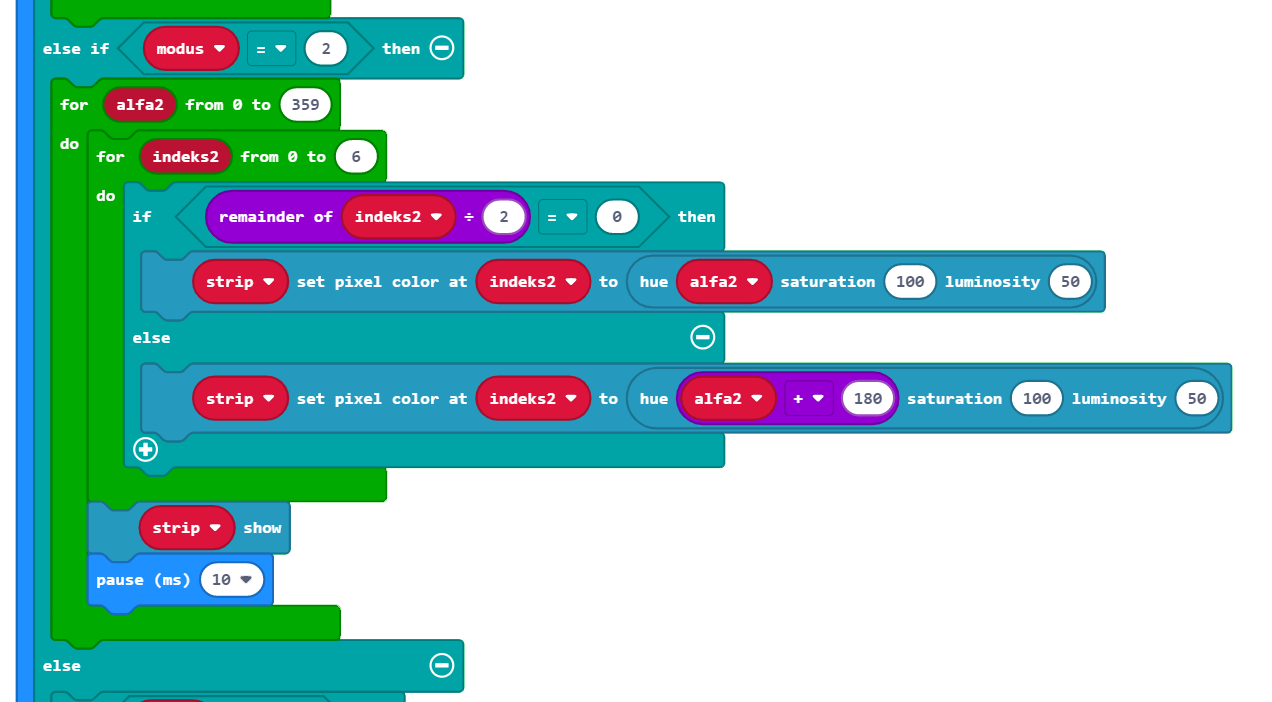 else if modus = 2 then
for alfa2 from 0 to 359
do
for indeks2 from 0 to 6
do
if remainder of indeks2 ÷ 2 = 0 then
strip set pixel color at indeks2 to hue alfa2 saturation 100 luminosity 50
else
strip set pixel color at indeks2 to hue alfa2 + 180 saturation 100 luminosity 50
strip show
pause (ms) 10
else